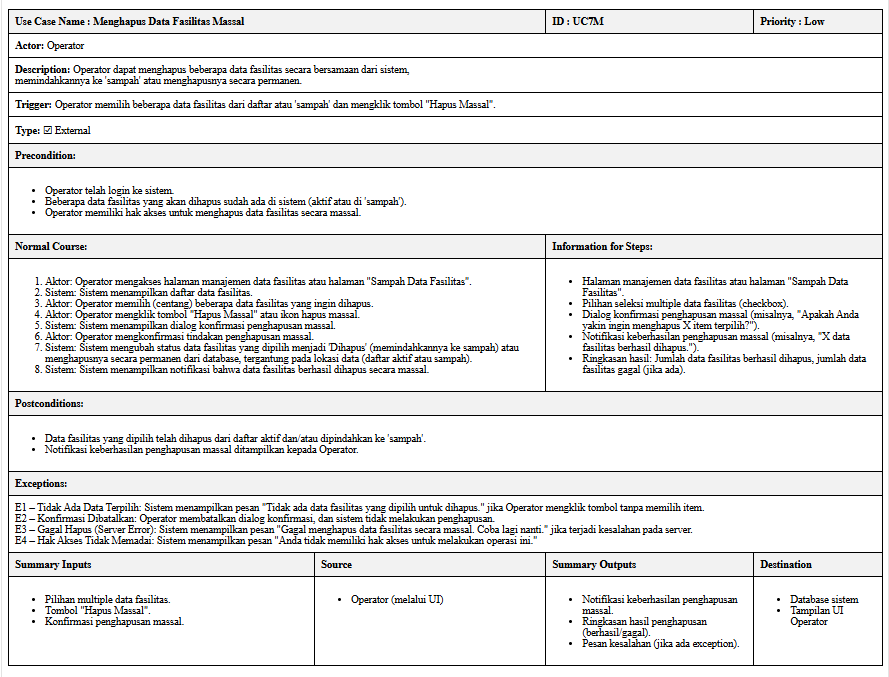 Use Case Name : Menghapus Data Fasilitas Massal
ID : UC7M
Priority : Low
Actor: Operator
Description: Operator dapat menghapus beberapa data fasilitas secara bersamaan dari sistem,
memindahkannya ke 'sampah' atau menghapusnya secara permanen.
Trigger: Operator memilih beberapa data fasilitas dari daftar atau 'sampah' dan mengklik tombol "Hapus Massal".
Type: ☑ External
Precondition:
• Operator telah login ke sistem.
• Beberapa data fasilitas yang akan dihapus sudah ada di sistem (aktif atau di 'sampah').
• Operator memiliki hak akses untuk menghapus data fasilitas secara massal.
Normal Course:
1. Aktor: Operator mengakses halaman manajemen data fasilitas atau halaman "Sampah Data Fasilitas".
2. Sistem: Sistem menampilkan daftar data fasilitas.
3. Aktor: Operator memilih (centang) beberapa data fasilitas yang ingin dihapus.
4. Aktor: Operator mengklik tombol "Hapus Massal" atau ikon hapus massal.
5. Sistem: Sistem menampilkan dialog konfirmasi penghapusan massal.
6. Aktor: Operator mengkonfirmasi tindakan penghapusan massal.
7. Sistem: Sistem mengubah status data fasilitas yang dipilih menjadi 'Dihapus' (memindahkannya ke sampah) atau
menghapusnya secara permanen dari database, tergantung pada lokasi data (daftar aktif atau sampah).
8. Sistem: Sistem menampilkan notifikasi bahwa data fasilitas berhasil dihapus secara massal.
Information for Steps:
• Halaman manajemen data fasilitas atau halaman "Sampah Data
Fasilitas".
• Pilihan seleksi multiple data fasilitas (checkbox).
• Dialog konfirmasi penghapusan massal (misalnya, "Apakah Anda
yakin ingin menghapus X item terpilih?").
• Notifikasi keberhasilan penghapusan massal (misalnya, "X data
fasilitas berhasil dihapus.").
• Ringkasan hasil: Jumlah data fasilitas berhasil dihapus, jumlah data
fasilitas gagal (jika ada).
Postconditions:
• Data fasilitas yang dipilih telah dihapus dari daftar aktif dan/atau dipindahkan ke 'sampah'.
• Notifikasi keberhasilan penghapusan massal ditampilkan kepada Operator.
Exceptions:
E1 – Tidak Ada Data Terpilih: Sistem menampilkan pesan "Tidak ada data fasilitas yang dipilih untuk dihapus." jika Operator mengklik tombol tanpa memilih item.
E2 – Konfirmasi Dibatalkan: Operator membatalkan dialog konfirmasi, dan sistem tidak melakukan penghapusan.
E3 – Gagal Hapus (Server Error): Sistem menampilkan pesan "Gagal menghapus data fasilitas secara massal. Coba lagi nanti." jika terjadi kesalahan pada server.
E4 – Hak Akses Tidak Memadai: Sistem menampilkan pesan "Anda tidak memiliki hak akses untuk melakukan operasi ini."
Summary Inputs
• Pilihan multiple data fasilitas.
• Tombol "Hapus Massal".
• Konfirmasi penghapusan massal.
Source
• Operator (melalui UI)
Summary Outputs
• Notifikasi keberhasilan penghapusan
massal.
• Ringkasan hasil penghapusan
(berhasil/gagal).
• Pesan kesalahan (jika ada exception).
Destination
• Database sistem
• Tampilan UI
Operator